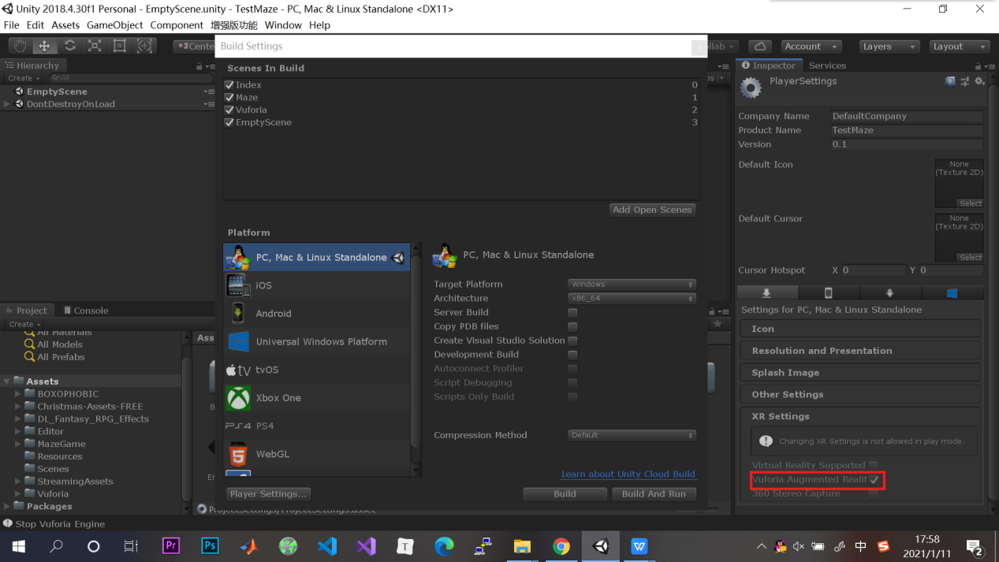 Unity 2018.4.30f1 Personal - EmptyScene.unity - TestMaze - PC, Mac & Linux Standalone <DX11>
File Edit Assets GameObject Component 增强版功能 Window Help
Account
Layers
Layout
Hierarchy
Create
All
EmptyScene
DontDestroyOnLoad
Project
Console
Create
All Materials
All Models
All Prefabs
Assets
BOXOPHOBIC
Christmas-Assets-FREE
DL_Fantasy_RPG_Effects
Editor
MazeGame
Resources
Scenes
StreamingAssets
Vuforia
Packages
Build Settings
Scenes In Build
Index 0
Maze 1
Vuforia 2
EmptyScene 3
Add Open Scenes
Platform
PC, Mac & Linux Standalone
iOS
Android
Universal Windows Platform
tv tvOS
Xbox One
PS4 PS4
WebGL
PC, Mac & Linux Standalone
Target Platform Windows
Architecture x86_64
Server Build
Copy PDB files
Create Visual Studio Solution
Development Build
Autoconnect Profiler
Script Debugging
Scripts Only Build
Compression Method Default
Learn about Unity Cloud Build
Player Settings... Build Build And Run
ProjectSettings/ProjectSettings.asset
Inspector Services
PlayerSettings
Company Name DefaultCompany
Product Name TestMaze
Version 0.1
Default Icon
None
(Texture 2D)
Select
Default Cursor
None
(Texture 2D)
Select
Cursor Hotspot X 0 Y 0
Settings for PC, Mac & Linux Standalone
Icon
Resolution and Presentation
Splash Image
Other Settings
XR Settings
Changing XR Settings is not allowed in play mode.
Virtual Reality Supported
Vuforia Augmented Realit
360 Stereo Capture
Stop Vuforia Engine
Pr
Ps
T
W
中
S
17:58
2021/1/11
2